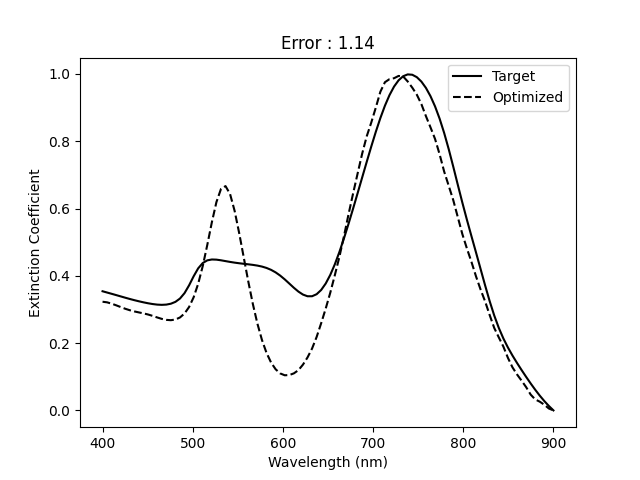 Error : 1.14
Target
Optimized
Extinction Coefficient
1.0
0.8
0.6
0.4
0.2
0.0
400 500 600 700 800 900
Wavelength (nm)